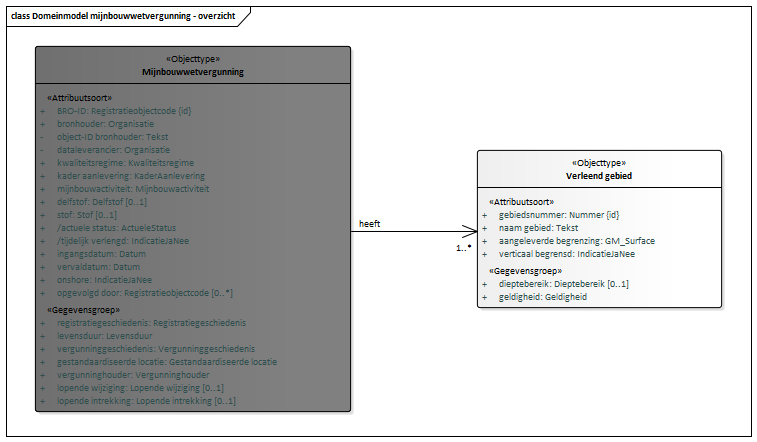 class Domeinmodel mijnbouwwetvergunning - overzicht
«Objecttype»
Mijnbouwwetvergunning
«Attribuutsoort»
+ BRO-ID: Registratieobjectcode {id}
+ bronhouder: Organisatie
- object-ID bronhouder: Tekst
- dataleverancier: Organisatie
+ kwaliteitsregime: Kwaliteitsregime
+ kader aanlevering: KaderAanlevering
+ mijnbouwactiviteit: Mijnbouwactiviteit
+ delfstof: Delfstof [0..1]
+ stof: Stof [0..1]
+ /actuele status: ActueleStatus
+ /tijdelijk verlengd: IndicatieJaNee
+ ingangsdatum: Datum
+ vervaldatum: Datum
+ onshore: IndicatieJaNee
+ opgevolgd door: Registratieobjectcode [0..*]
«Gegevensgroep»
+ registratiegeschiedenis: Registratiegeschiedenis
+ levensduur: Levensduur
+ vergunninggeschiedenis: Vergunninggeschiedenis
+ gestandaardiseerde locatie: Gestandaardiseerde locatie
+ vergunninghouder: Vergunninghouder
+ lopende wijziging: Lopende wijziging [0..1]
+ lopende intrekking: Lopende intrekking [0..1]
heeft
1..*
«Objecttype»
Verleend gebied
«Attribuutsoort»
+ gebiedsnummer: Nummer {id}
+ naam gebied: Tekst
+ aangeleverde begrenzing: GM_Surface
+ verticaal begrensd: IndicatieJaNee
«Gegevensgroep»
+ dieptebereik: Dieptebereik [0..1]
+ geldigheid: Geldigheid